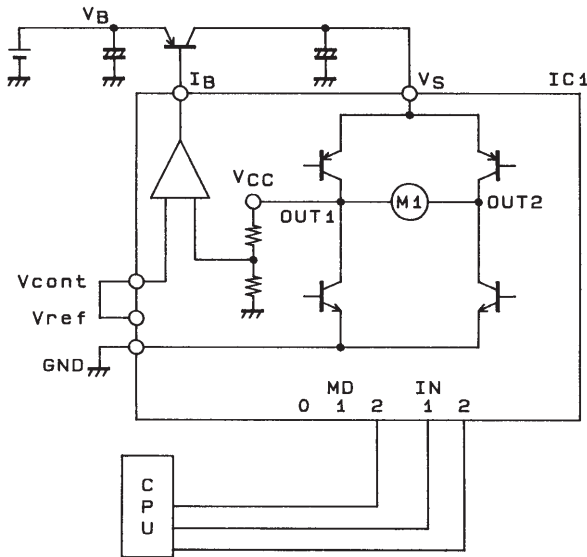 VB
IB
VS
IC1
VCC
OUT1
M1
OUT2
Vcont
Vref
GND
MD
IN
0 1 2 1 2
C
P
U